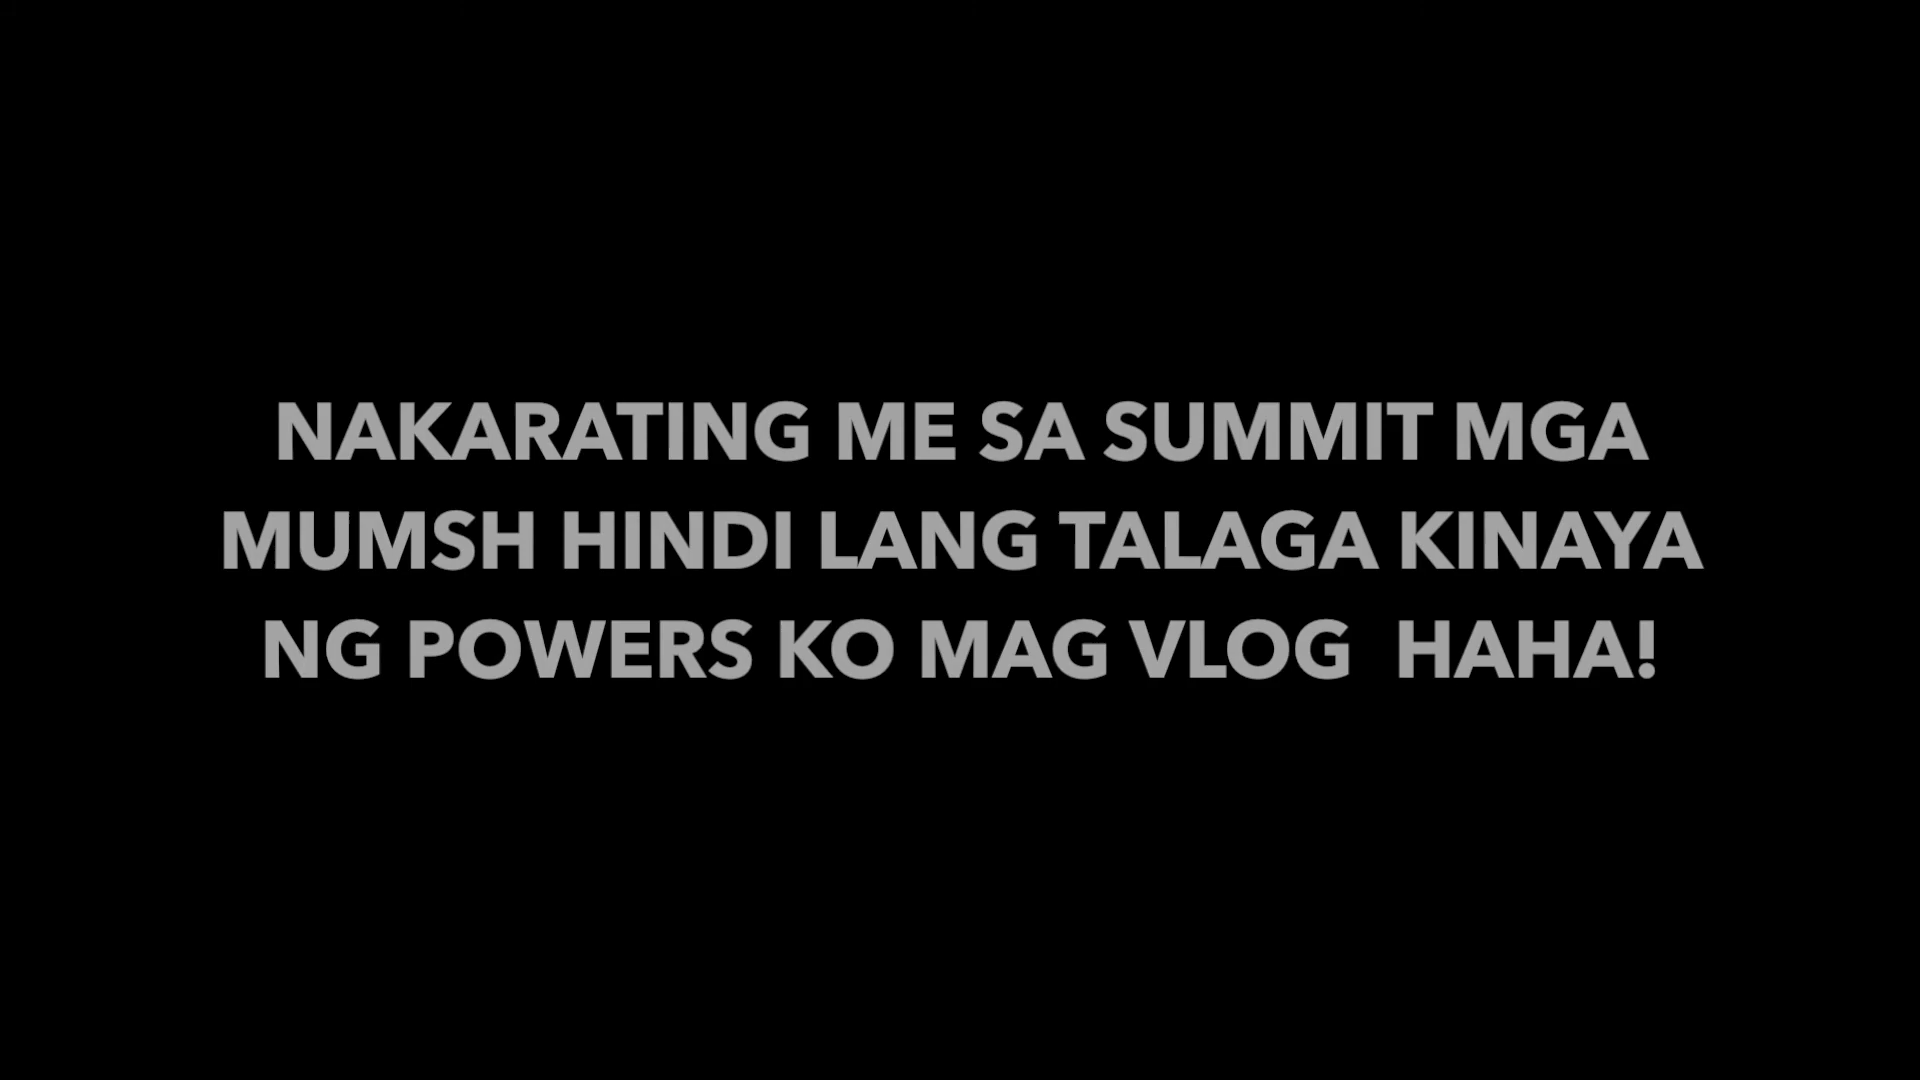 NAKARATING ME SA SUMMIT MGA
MUMSH HINDI LANG TALAGA KINAYA
NG POWERS KO MAG VLOG  HAHA!